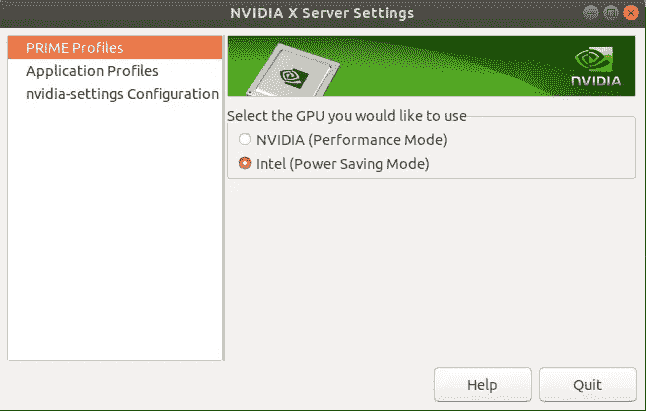 NVIDIA X Server Settings
PRIME Profiles
Application Profiles
nvidia-settings Configuration
NVIDIA
Select the GPU you would like to use
NVIDIA (Performance Mode)
Intel (Power Saving Mode)
Help
Quit